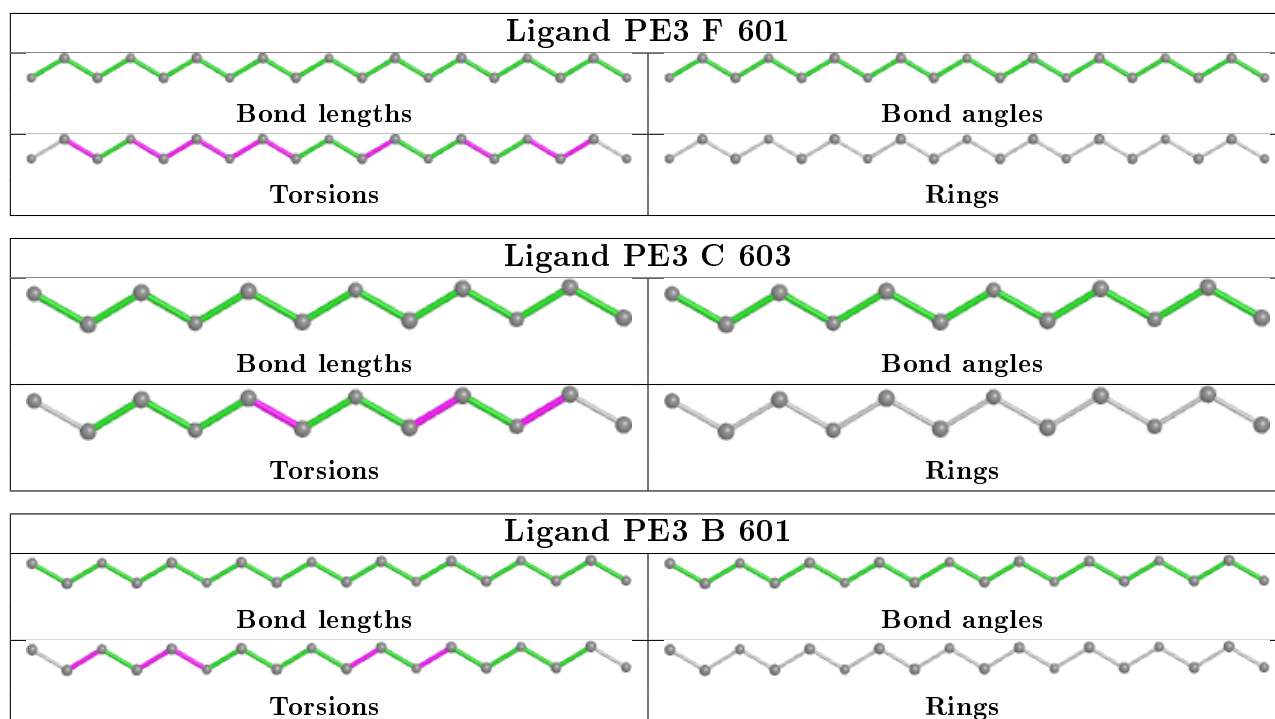 Ligand PE3 F 601
Bond lengths Bond angles
Torsions Rings
Ligand PE3 C 603
Bond lengths Bond angles
Torsions Rings
Ligand PE3 B 601
Bond lengths Bond angles
Torsions Rings